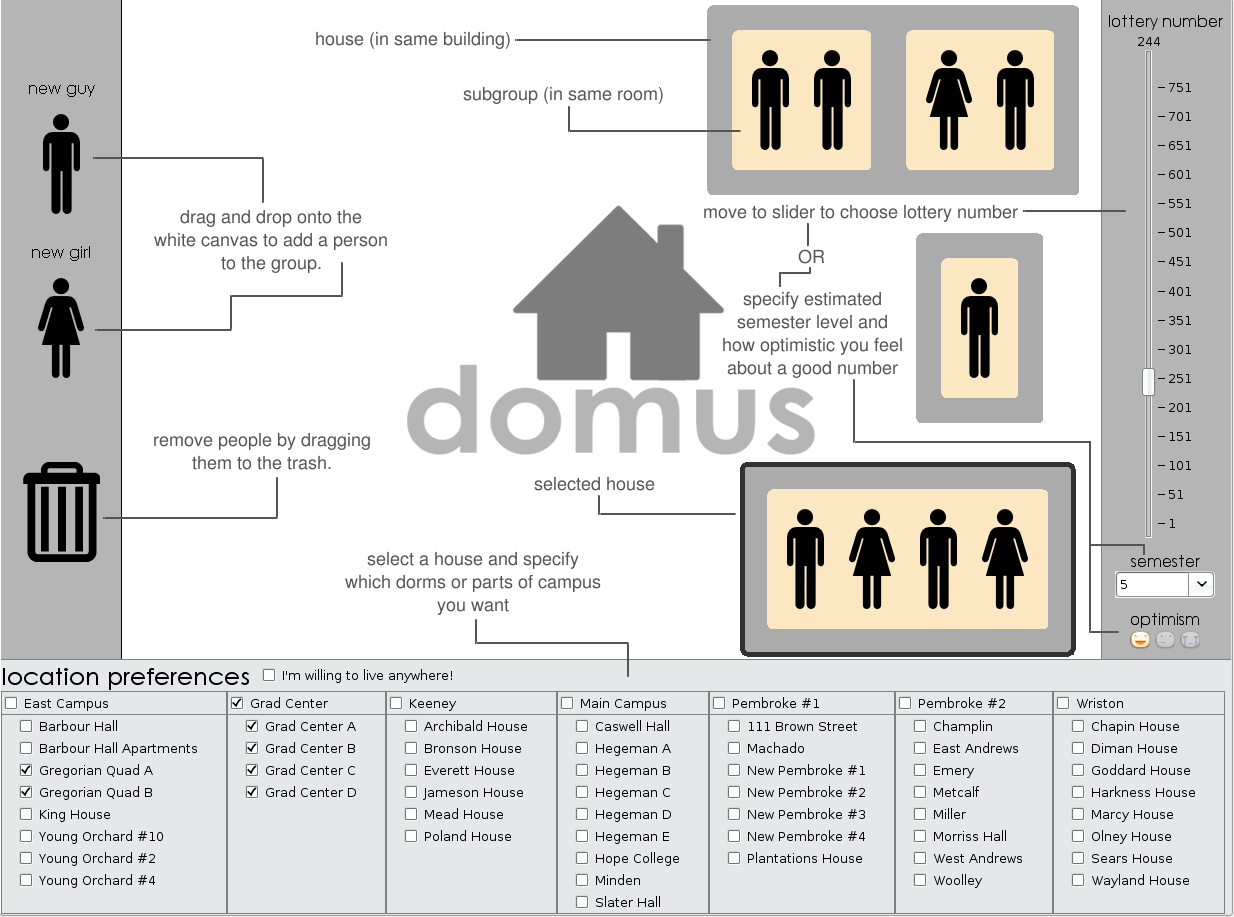 lottery number
244
house (in same building)
new guy
subgroup (in same room)
751
701
651
601
551
501
451
401
351
301
251
201
151
101
51
1
drag and drop onto the
white canvas to add a person
to the group.
new girl
move to slider to choose lottery number
OR
specify estimated
semester level and
how optimistic you feel
about a good number
domus
remove people by dragging
them to the trash.
selected house
select a house and specify
which dorms or parts of campus
you want
semester
5
optimism
location preferences
I'm willing to live anywhere!
East Campus
Barbour Hall
Barbour Hall Apartments
Gregorian Quad A
Gregorian Quad B
King House
Young Orchard #10
Young Orchard #2
Young Orchard #4
Grad Center
Grad Center A
Grad Center B
Grad Center C
Grad Center D
Keeney
Archibald House
Bronson House
Everett House
Jameson House
Mead House
Poland House
Main Campus
Caswell Hall
Hegeman A
Hegeman B
Hegeman C
Hegeman D
Hegeman E
Hope College
Minden
Slater Hall
Pembroke #1
111 Brown Street
Machado
New Pembroke #1
New Pembroke #2
New Pembroke #3
New Pembroke #4
Plantations House
Pembroke #2
Champlin
East Andrews
Emery
Metcalf
Miller
Morriss Hall
West Andrews
Woolley
Wriston
Chapin House
Diman House
Goddard House
Harkness House
Marcy House
Olney House
Sears House
Wayland House